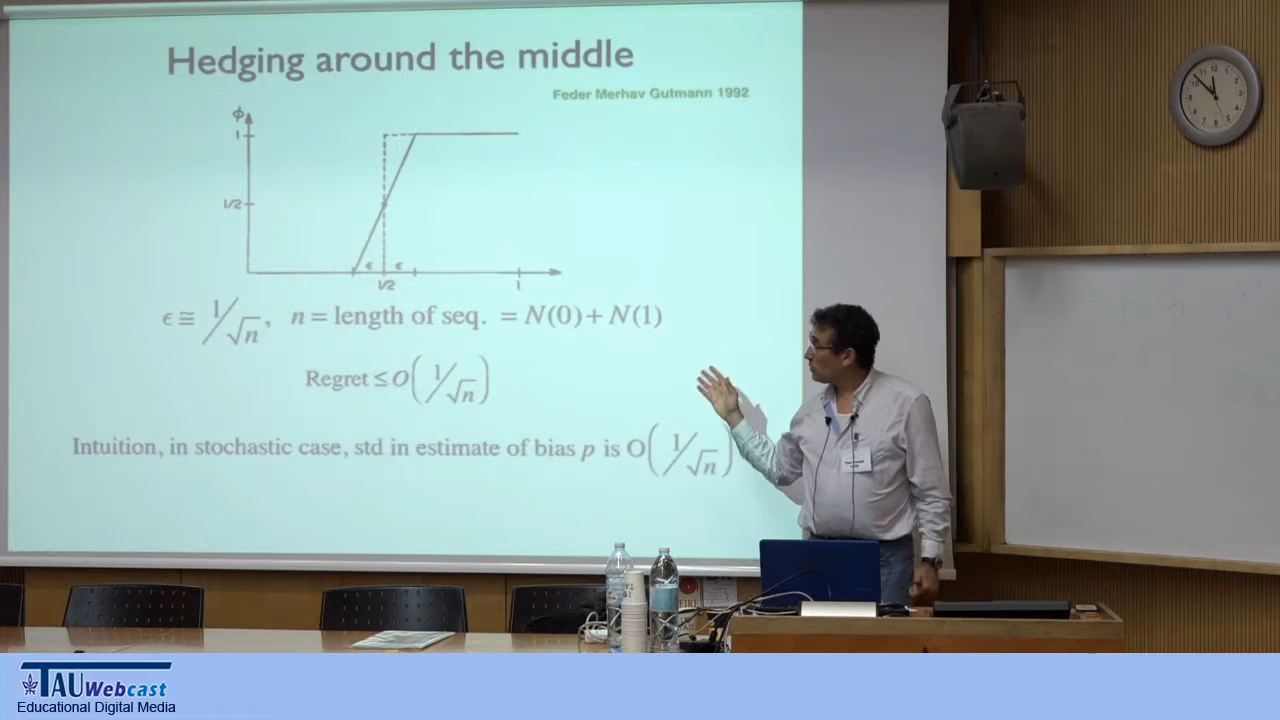 Hedging around the middle
Feder Merhav Gutmann 1992
ϕ
1
1/2
ϵ ϵ
1/2 1
ϵ ≅ 1/√n, n = length of seq. = N(0) + N(1)
Regret ≤ O(1/√n)
Intuition, in stochastic case, std in estimate of bias p is O(1/√n)
TAU Webcast
Educational Digital Media